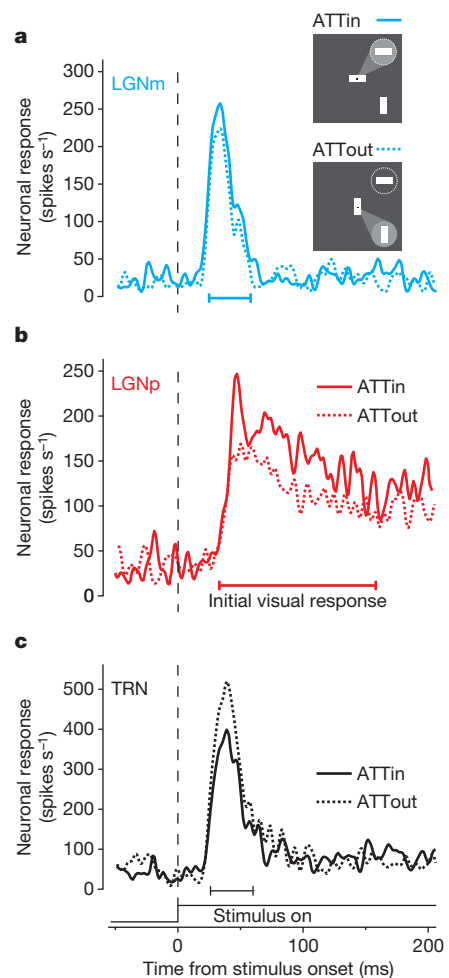 a
ATTin
LGNm
300
250
200
150
100
50
0
Neuronal response
(spikes s⁻¹)
ATTout
b
LGNp
250
200
150
100
50
0
Neuronal response
(spikes s⁻¹)
ATTin
ATTout
Initial visual response
c
TRN
500
400
300
200
100
0
Neuronal response
(spikes s⁻¹)
ATTin
ATTout
Stimulus on
0 100 200
Time from stimulus onset (ms)